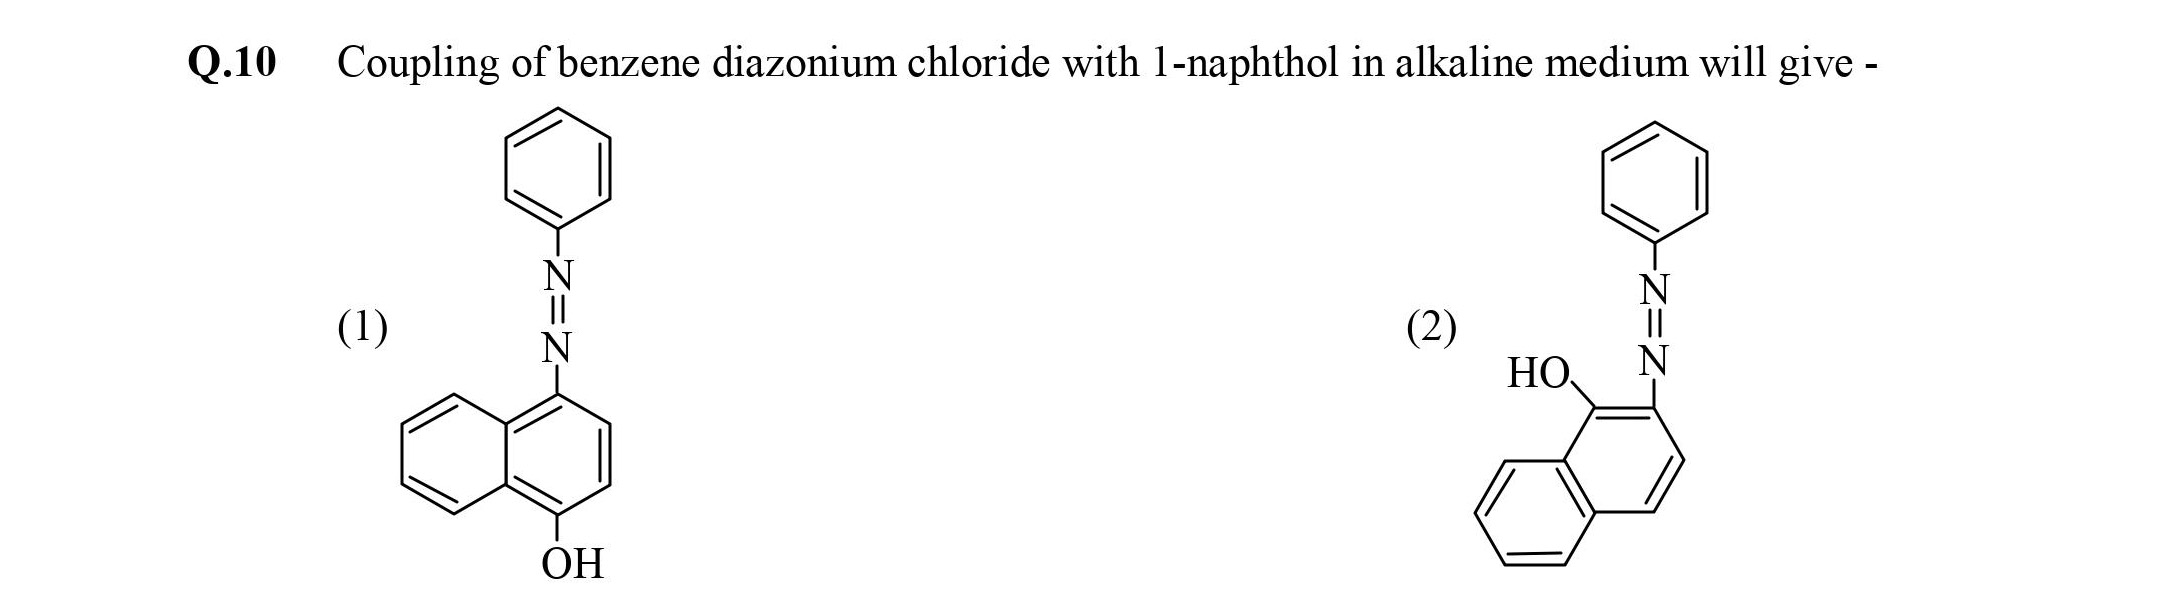 Q.10 Coupling of benzene diazonium chloride with 1-naphthol in alkaline medium will give -
N
N
(1)
N
(2)
N
HO
OH